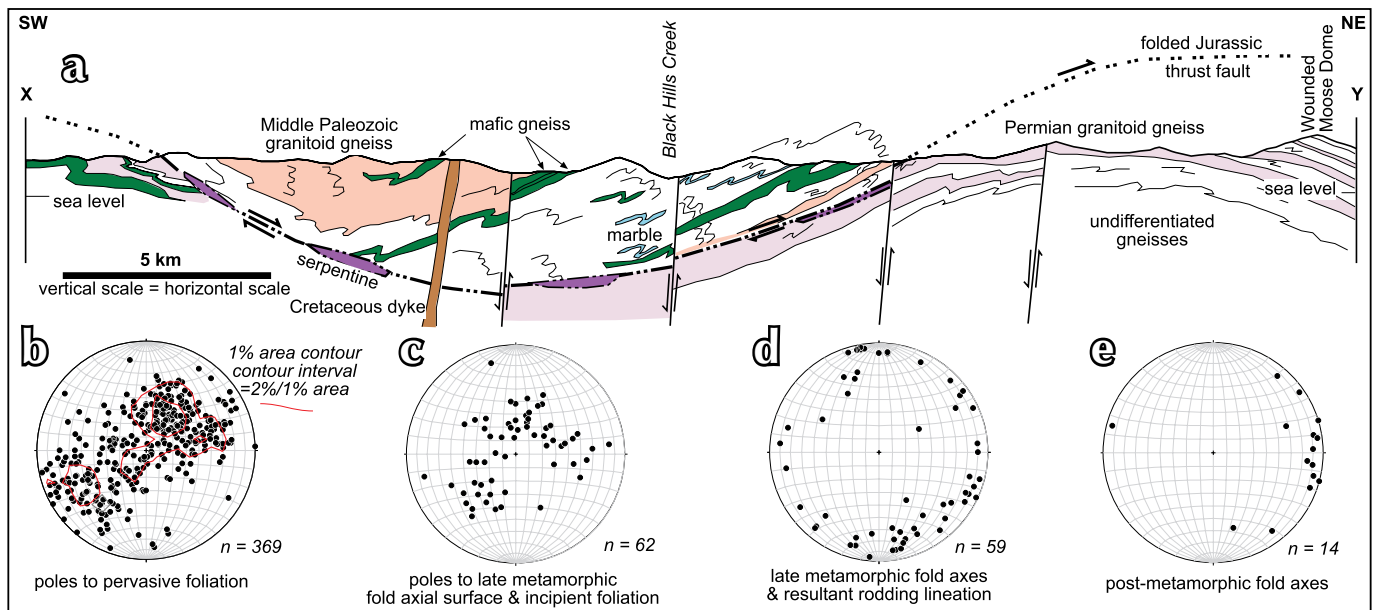 SW
NE
a
X
Y
Black Hills Creek
folded Jurassic
thrust fault
Wounded
Moose Dome
Middle Paleozoic
granitoid gneiss
mafic gneiss
Permian granitoid gneiss
sea level
sea level
marble
undifferentiated
gneisses
5 km
vertical scale = horizontal scale
serpentine
Cretaceous dyke
b
1% area contour
contour interval
=2%/1% area
n = 369
poles to pervasive foliation
c
n = 62
poles to late metamorphic
fold axial surface & incipient foliation
d
n = 59
late metamorphic fold axes
& resultant rodding lineation
e
n = 14
post-metamorphic fold axes